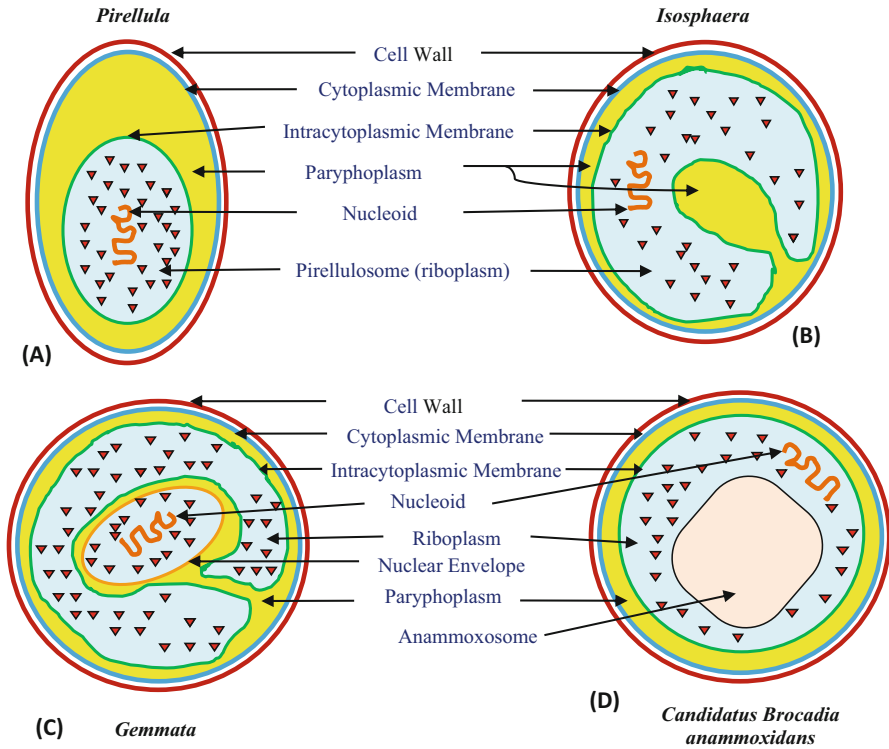 Pirellula
Isosphaera
Cell Wall
Cytoplasmic Membrane
Intracytoplasmic Membrane
Paryphoplasm
Nucleoid
Pirellulosome (riboplasm)
(A)
(B)
Cell Wall
Cytoplasmic Membrane
Intracytoplasmic Membrane
Nucleoid
Riboplasm
Nuclear Envelope
Paryphoplasm
Anammoxosome
(C)
(D)
Gemmata
Candidatus Brocadia
anammoxidans